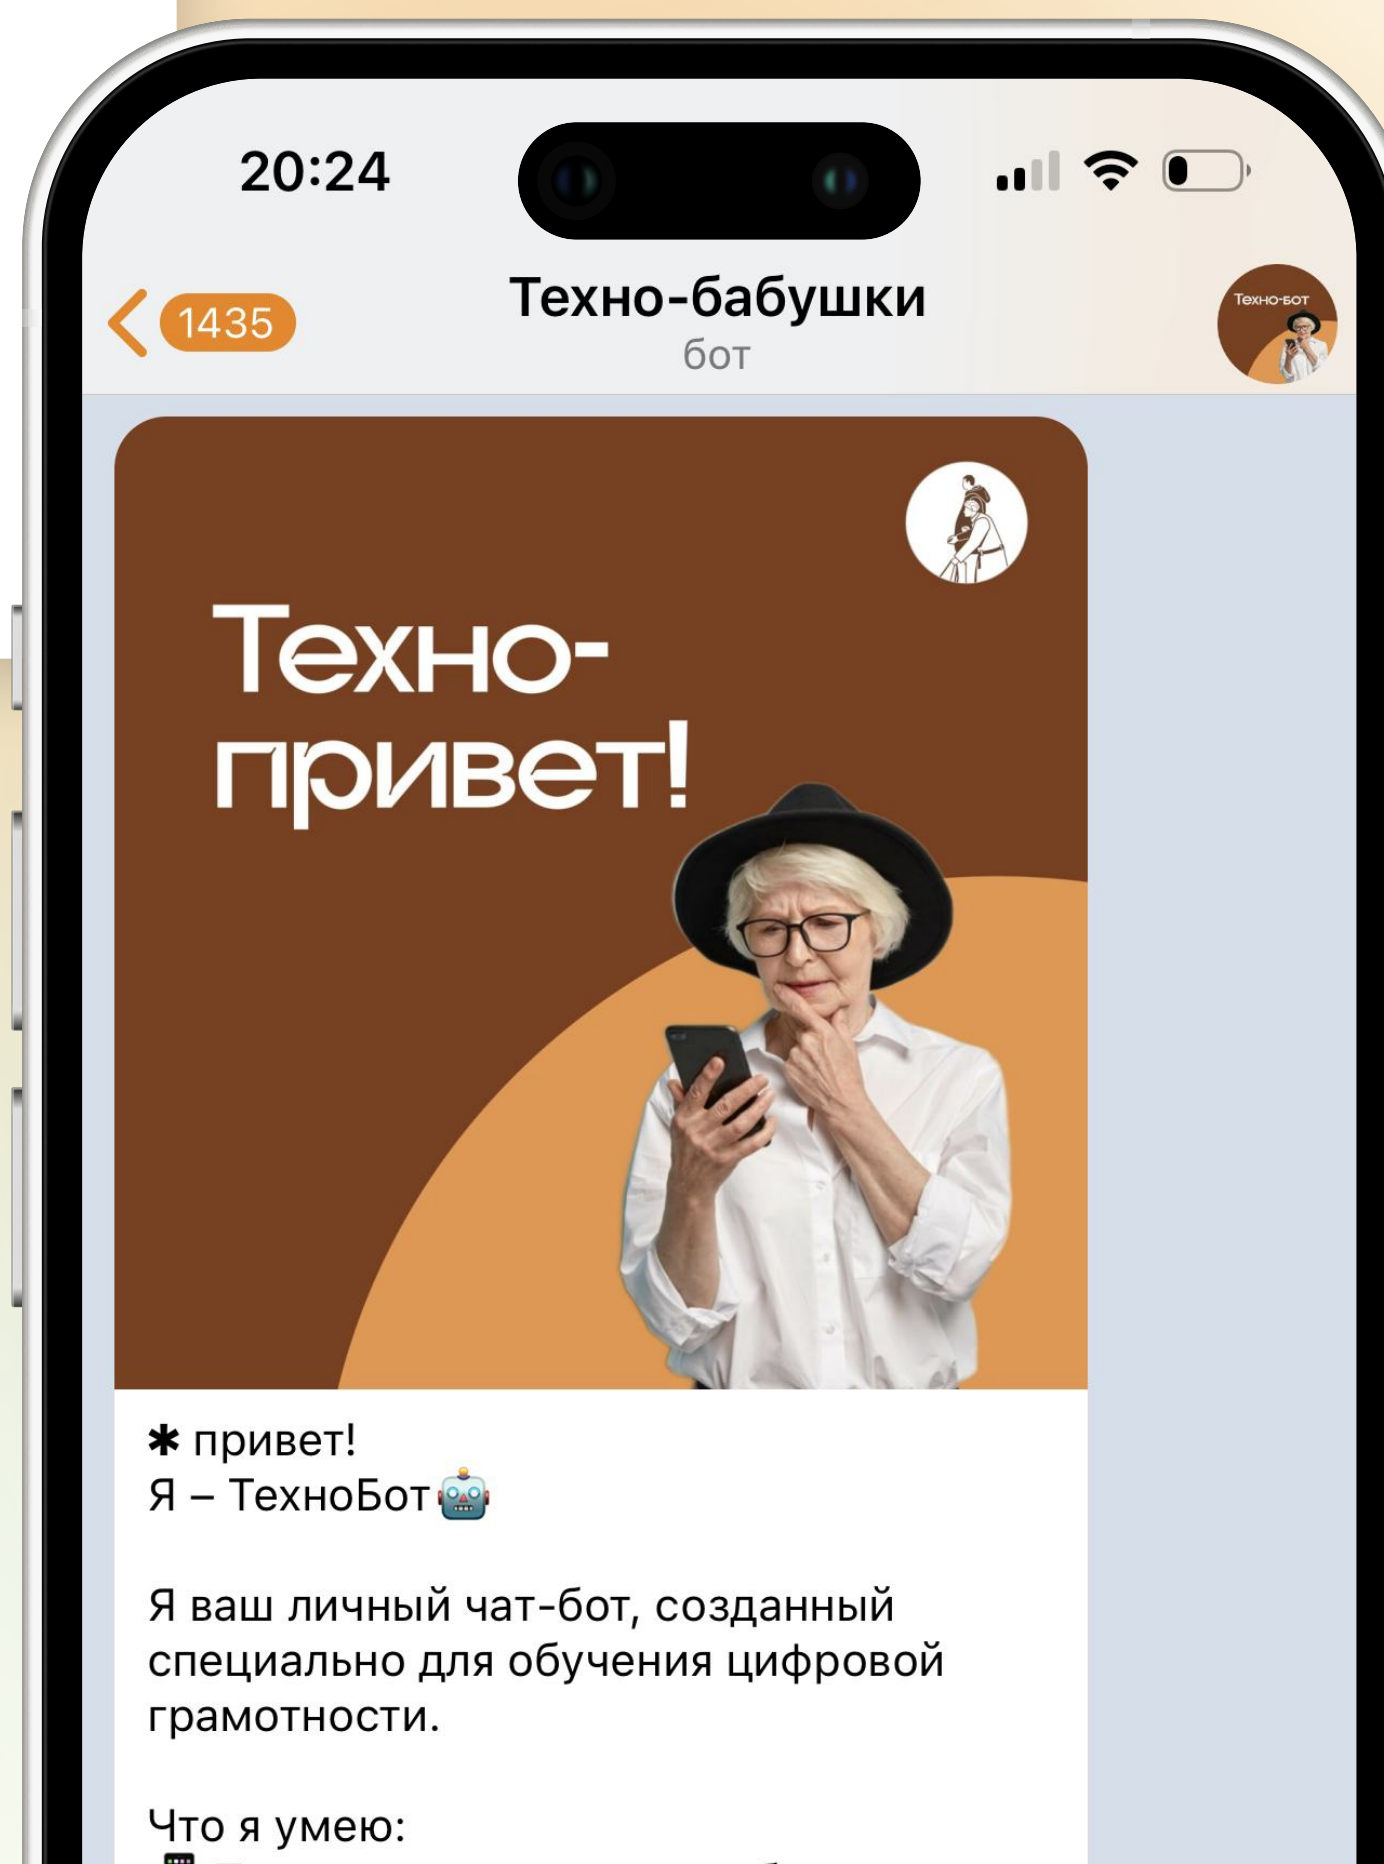 20:24
1435
Техно-бабушки
бот
Техно-бот
Техно-
привет!
✱ привет!
Я – ТехноБот🤖
Я ваш личный чат-бот, созданный
специально для обучения цифровой
грамотности.
Что я умею: